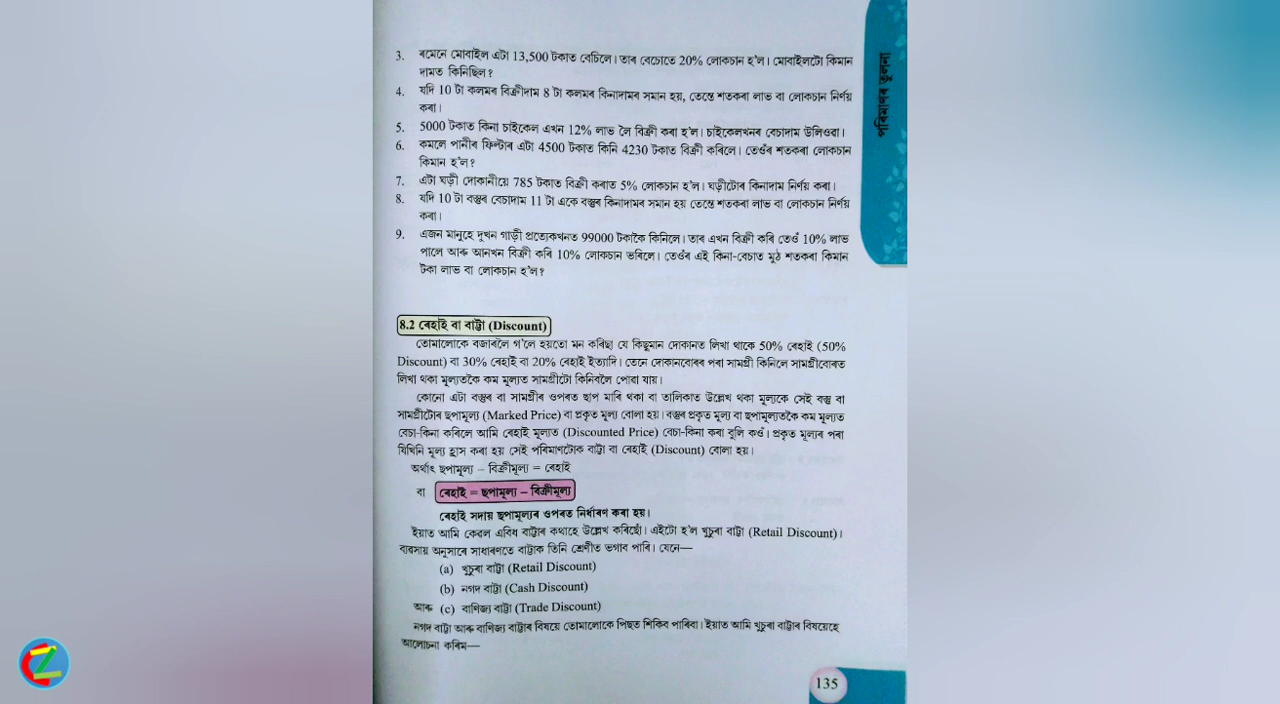 পৰিমাণৰ তুলনা
3. ৰমেনে মোবাইল এটা 13,500 টকাত বেচিলে। তাৰ বেচোতে 20% লোকচান হ'ল। মোবাইলটো কিমান
দামত কিনিছিল?
4. যদি 10 টা কলমৰ বিক্ৰীদাম 8 টা কলমৰ কিনাদামৰ সমান হয়, তেন্তে শতকৰা লাভ বা লোকচান নিৰ্ণয়
কৰা।
5. 5000 টকাত কিনা চাইকেল এখন 12% লাভ লৈ বিক্ৰী কৰা হ'ল। চাইকেলখনৰ বেচাদাম উলিওৱা।
6. কমলে পানীৰ ফিল্টাৰ এটা 4500 টকাত কিনি 4230 টকাত বিক্ৰী কৰিলে। তেওঁৰ শতকৰা লোকচান
কিমান হ'ল?
7. এটা ঘড়ী দোকানীয়ে 785 টকাত বিক্ৰী কৰাত 5% লোকচান হ'ল। ঘড়ীটোৰ কিনাদাম নিৰ্ণয় কৰা।
8. যদি 10 টা বস্তুৰ বেচাদাম 11 টা একে বস্তুৰ কিনাদামৰ সমান হয় তেন্তে শতকৰা লাভ বা লোকচান নিৰ্ণয়
কৰা।
9. এজন মানুহে দুখন গাড়ী প্ৰত্যেকখনত 99000 টকাকৈ কিনিলে। তাৰ এখন বিক্ৰী কৰি তেওঁ 10% লাভ
পালে আৰু আনখন বিক্ৰী কৰি 10% লোকচান ভৰিলে। তেওঁৰ এই কিনা-বেচাত মুঠ শতকৰা কিমান
টকা লাভ বা লোকচান হ'ল?
8.2 ৰেহাই বা বাট্টা (Discount)
তোমালোকে বজাৰলৈ গ'লে হয়তো মন কৰিছা যে কিছুমান দোকানত লিখা থাকে 50% ৰেহাই (50%
Discount) বা 30% ৰেহাই বা 20% ৰেহাই ইত্যাদি। তেনে দোকানবোৰৰ পৰা সামগ্ৰী কিনিলে সামগ্ৰীবোৰত
লিখা থকা মূল্যতকৈ কম মূল্যত সামগ্ৰীটো কিনিবলৈ পোৱা যায়।
কোনো এটা বস্তুৰ বা সামগ্ৰীৰ ওপৰত ছাপ মাৰি থকা বা তালিকাত উল্লেখ থকা মূল্যকে সেই বস্তু বা
সামগ্ৰীটোৰ ছপামূল্য (Marked Price) বা প্ৰকৃত মূল্য বোলা হয়। বস্তুৰ প্ৰকৃত মূল্য বা ছপামূল্যতকৈ কম মূল্যত
বেচা-কিনা কৰিলে আমি ৰেহাই মূল্যত (Discounted Price) বেচা-কিনা কৰা বুলি কওঁ। প্ৰকৃত মূল্যৰ পৰা
যিখিনি মূল্য হ্ৰাস কৰা হয় সেই পৰিমাণটোক বাট্টা বা ৰেহাই (Discount) বোলা হয়।
অৰ্থাৎ ছপামূল্য – বিক্ৰীমূল্য = ৰেহাই
বা ৰেহাই = ছপামূল্য – বিক্ৰীমূল্য
ৰেহাই সদায় ছপামূল্যৰ ওপৰত নিৰ্ধাৰণ কৰা হয়।
ইয়াত আমি কেৱল এবিধ বাট্টাৰ কথাহে উল্লেখ কৰিছোঁ। এইটো হ'ল খুচুৰা বাট্টা (Retail Discount)।
ব্যৱসায় অনুসাৰে সাধাৰণতে বাট্টাক তিনি শ্ৰেণীত ভগাব পাৰি। যেনে—
(a) খুচুৰা বাট্টা (Retail Discount)
(b) নগদ বাট্টা (Cash Discount)
আৰু (c) বাণিজ্য বাট্টা (Trade Discount)
নগদ বাট্টা আৰু বাণিজ্য বাট্টাৰ বিষয়ে তোমালোকে পিছত শিকিব পাৰিবা। ইয়াত আমি খুচুৰা বাট্টাৰ বিষয়েহে
আলোচনা কৰিম—
135
CZ